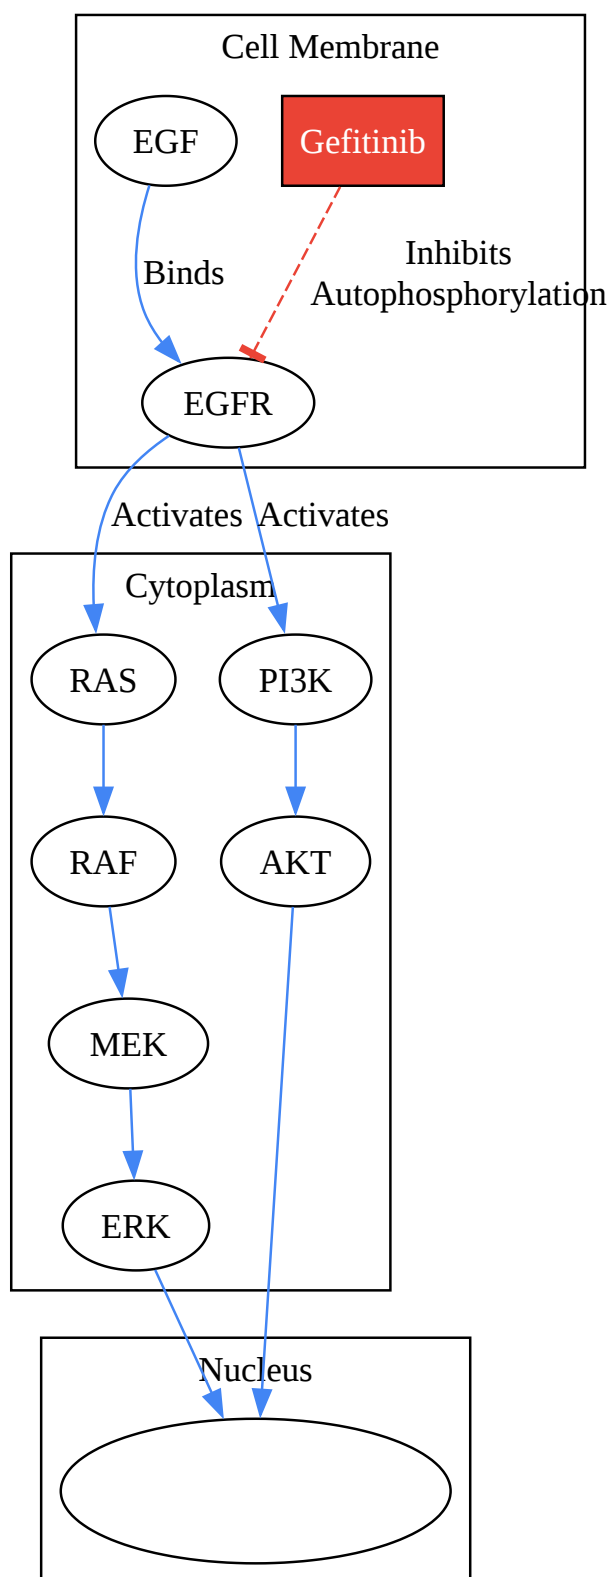 Cell Membrane
EGF
Gefitinib
Binds
Inhibits
Autophosphorylation
EGFR
Activates
Activates
Cytoplasm
RAS
PI3K
RAF
AKT
MEK
ERK
Nucleus